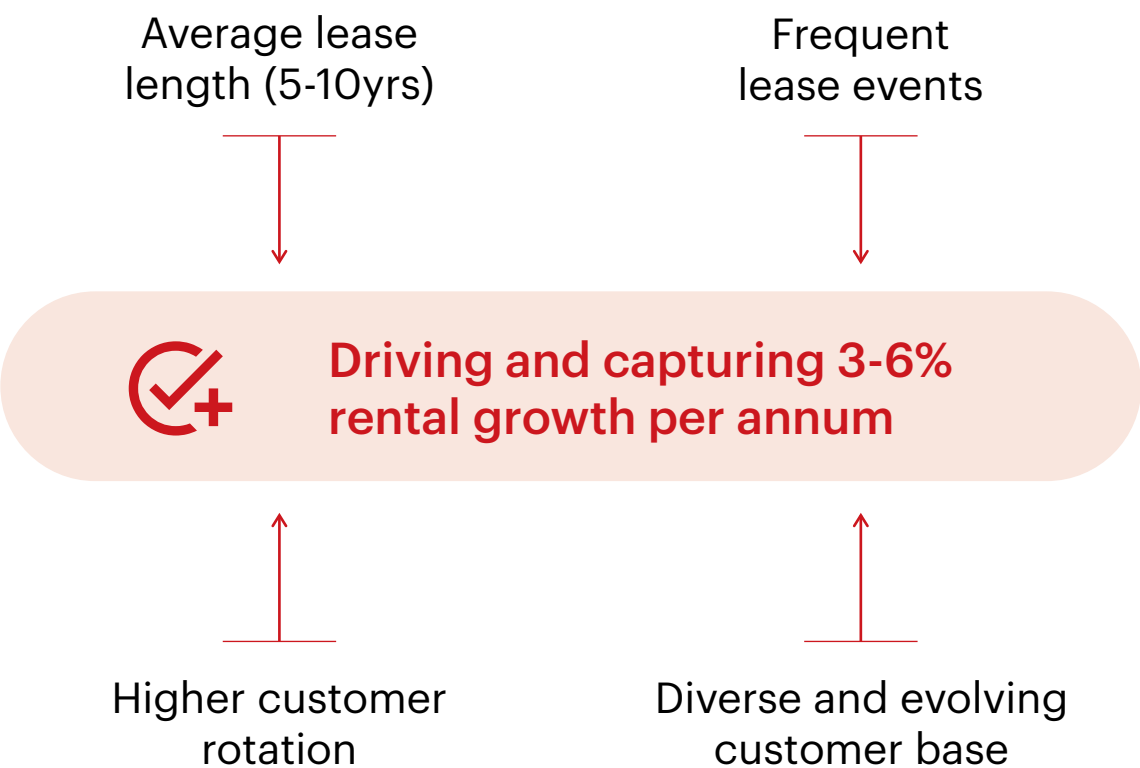 Average lease
length (5-10yrs)
Frequent
lease events
Driving and capturing 3-6%
rental growth per annum
Higher customer
rotation
Diverse and evolving
customer base